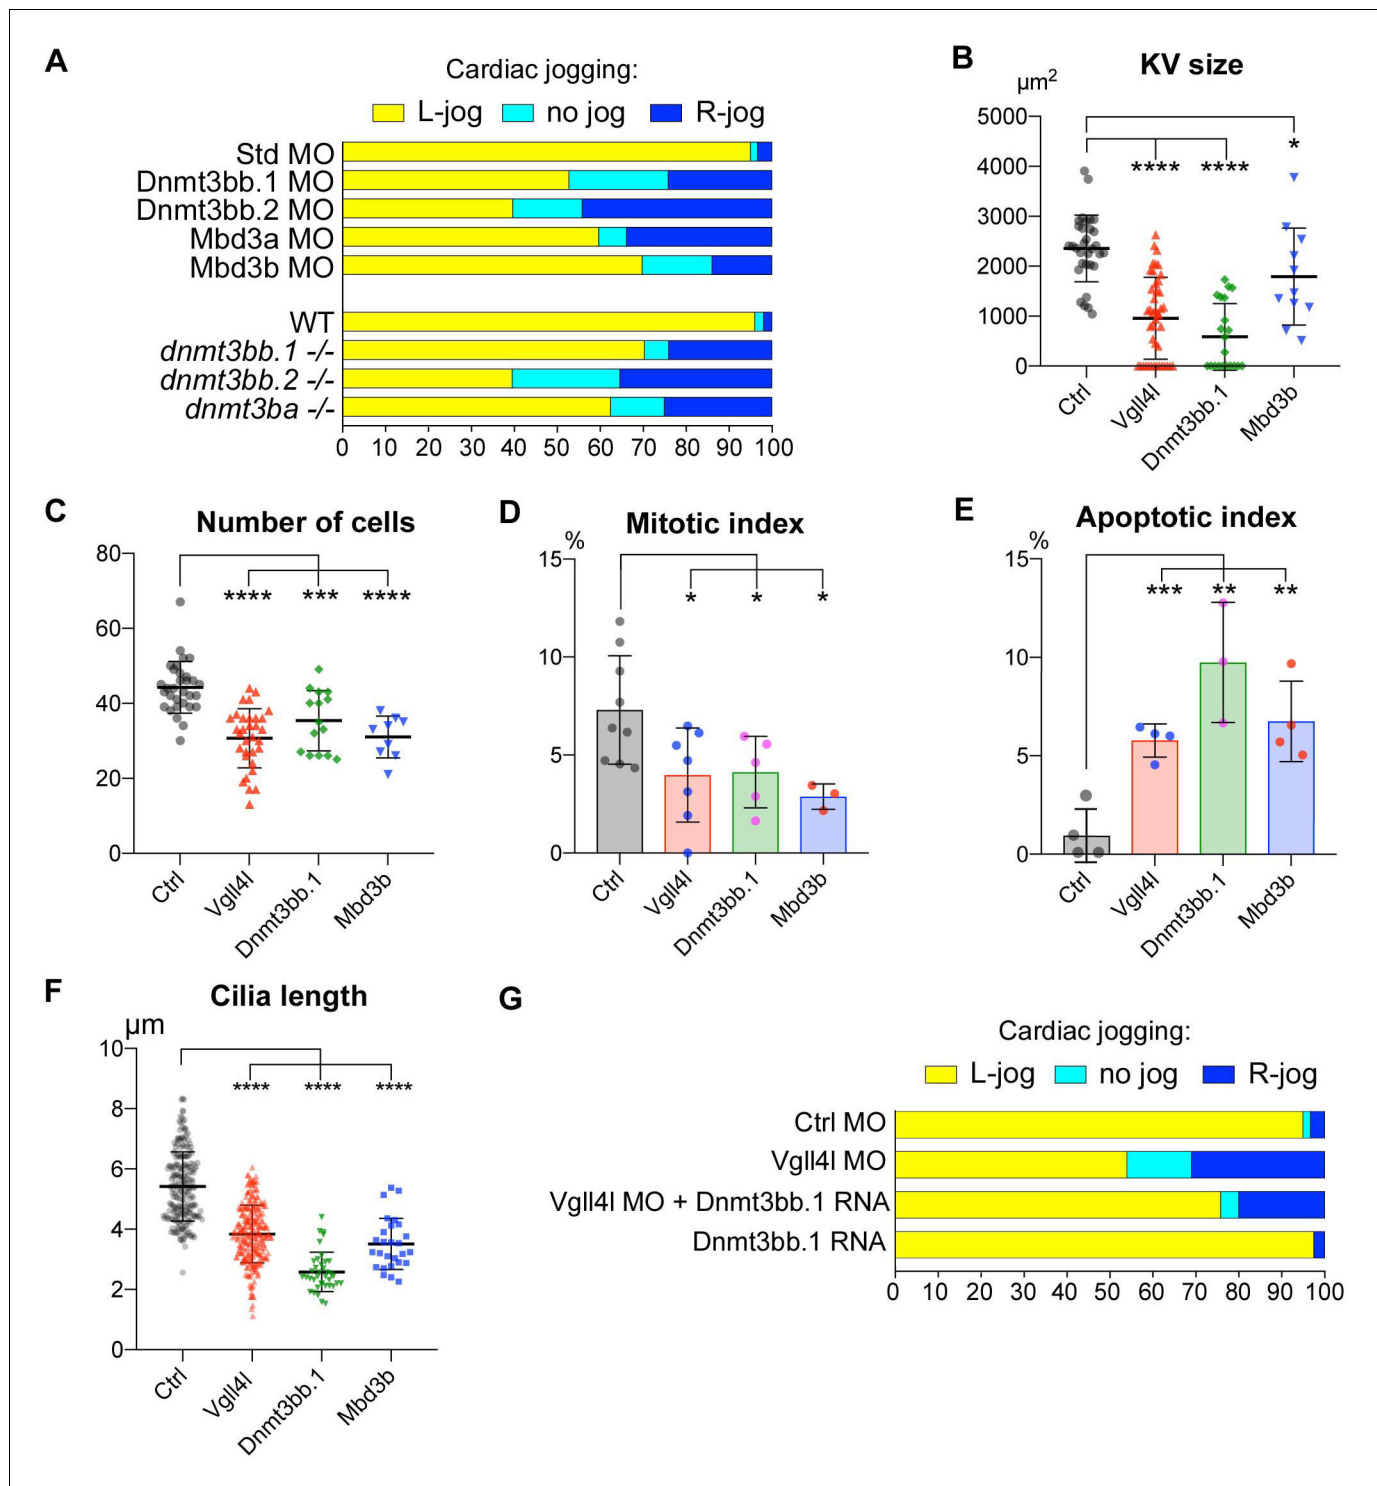 A
Cardiac jogging:
L-jog no jog R-jog
Std MO
Dnmt3bb.1 MO
Dnmt3bb.2 MO
Mbd3a MO
Mbd3b MO
WT
dnmt3bb.1 -/-
dnmt3bb.2 -/-
dnmt3ba -/-
0 10 20 30 40 50 60 70 80 90 100
B
KV size
µm2
5000
4000
3000
2000
1000
0
**** **** *
Ctrl Vgll4l Dnmt3bb.1 Mbd3b
C
Number of cells
80
60
40
20
0
**** *** ****
Ctrl Vgll4l Dnmt3bb.1 Mbd3b
D
Mitotic index
%
15
10
5
0
* * *
Ctrl Vgll4l Dnmt3bb.1 Mbd3b
E
Apoptotic index
%
15
10
5
0
*** ** **
Ctrl Vgll4l Dnmt3bb.1 Mbd3b
F
Cilia length
µm
10
8
6
4
2
0
**** **** ****
Ctrl Vgll4l Dnmt3bb.1 Mbd3b
G
Cardiac jogging:
L-jog no jog R-jog
Ctrl MO
Vgll4l MO
Vgll4l MO + Dnmt3bb.1 RNA
Dnmt3bb.1 RNA
0 10 20 30 40 50 60 70 80 90 100